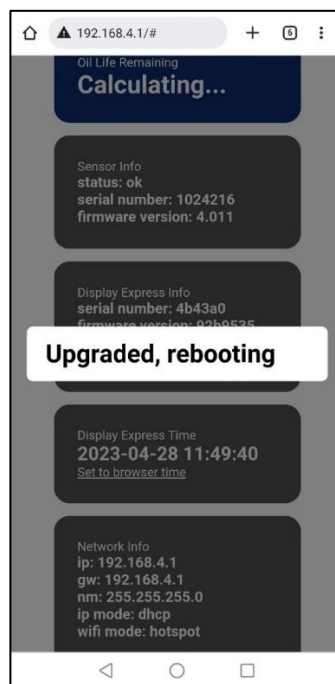 192.168.4.1/#
6
Oil Life Remaining
Calculating...
Sensor Info
status: ok
serial number: 1024216
firmware version: 4.011
Display Express Info
serial number: 4b43a0
firmware version: 92b9535
Upgraded, rebooting
Display Express Time
2023-04-28 11:49:40
Set to browser time
Network Info
ip: 192.168.4.1
gw: 192.168.4.1
nm: 255.255.255.0
ip mode: dhcp
wifi mode: hotspot